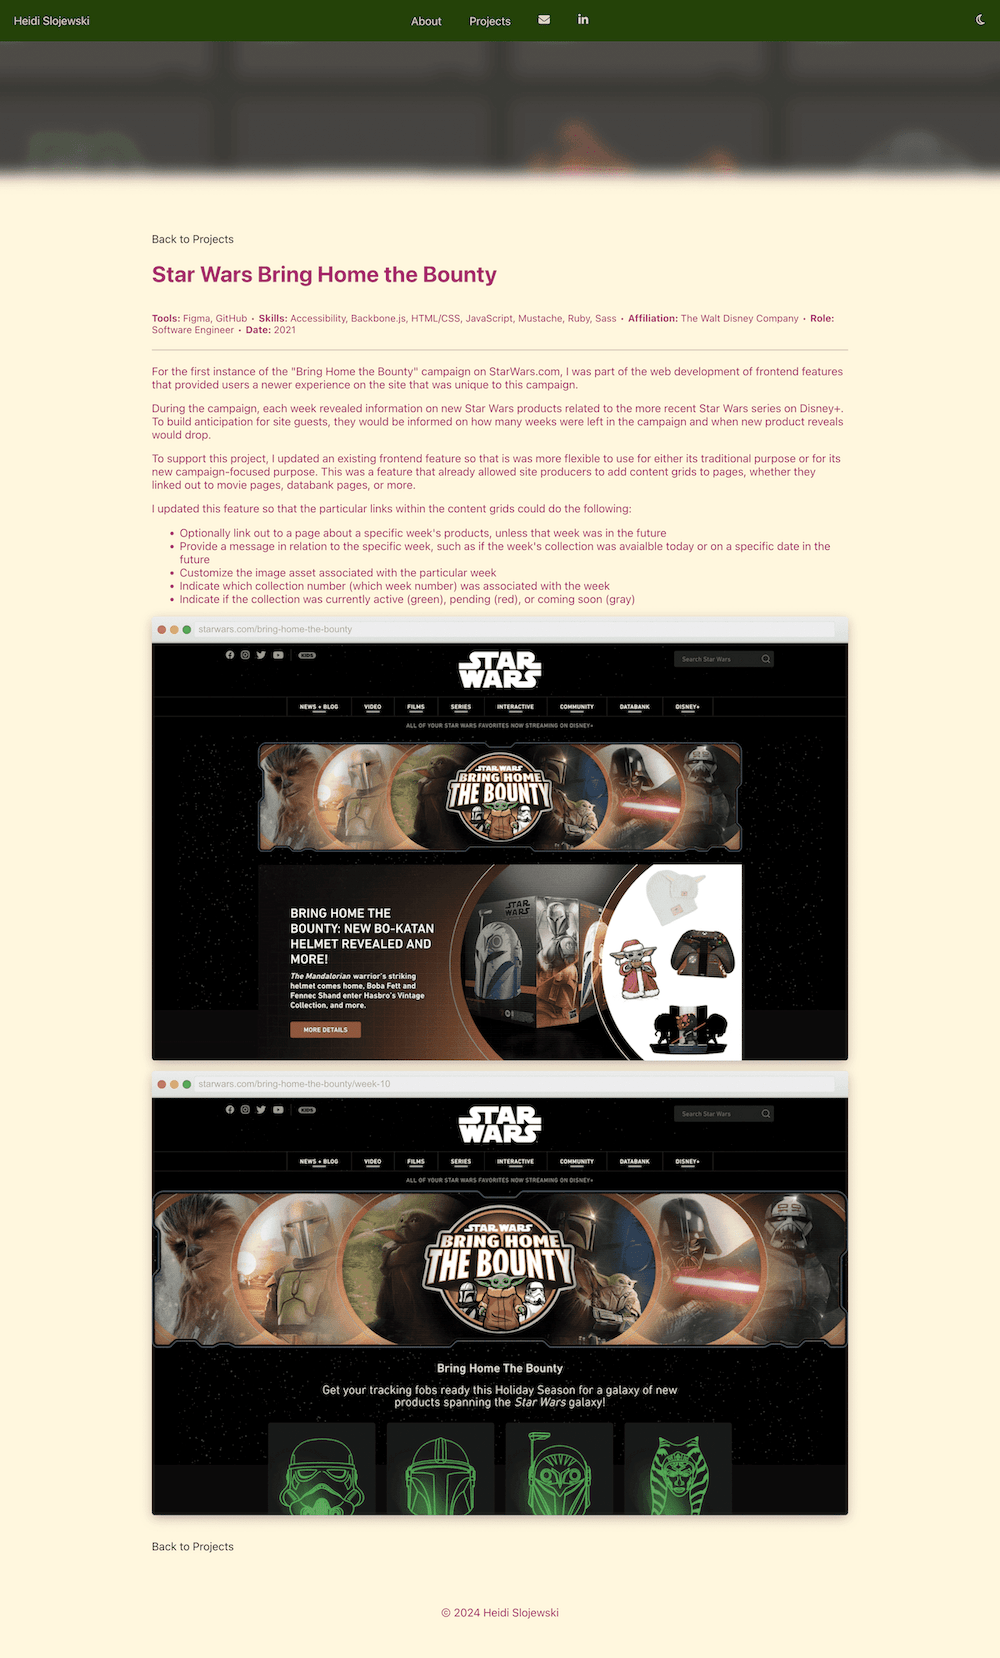 Heidi Slojewski
About
Projects
Back to Projects
Star Wars Bring Home the Bounty
Tools: Figma, GitHub • Skills: Accessibility, Backbone.js, HTML/CSS, JavaScript, Mustache, Ruby, Sass • Affiliation: The Walt Disney Company • Role:
Software Engineer • Date: 2021
For the first instance of the "Bring Home the Bounty" campaign on StarWars.com, I was part of the web development of frontend features
that provided users a newer experience on the site that was unique to this campaign.
During the campaign, each week revealed information on new Star Wars products related to the more recent Star Wars series on Disney+.
To build anticipation for site guests, they would be informed on how many weeks were left in the campaign and when new product reveals
would drop.
To support this project, I updated an existing frontend feature so that is was more flexible to use for either its traditional purpose or for its
new campaign-focused purpose. This was a feature that already allowed site producers to add content grids to pages, whether they
linked out to movie pages, databank pages, or more.
I updated this feature so that the particular links within the content grids could do the following:
• Optionally link out to a page about a specific week's products, unless that week was in the future
• Provide a message in relation to the specific week, such as if the week's collection was avaialble today or on a specific date in the
future
• Customize the image asset associated with the particular week
• Indicate which collection number (which week number) was associated with the week
• Indicate if the collection was currently active (green), pending (red), or coming soon (gray)
starwars.com/bring-home-the-bounty
KIDS
STAR
WARS
Search Star Wars
NEWS + BLOG
VIDEO
FILMS
SERIES
INTERACTIVE
COMMUNITY
DATABANK
DISNEY+
ALL OF YOUR STAR WARS FAVORITES NOW STREAMING ON DISNEY+
STAR WARS
BRING HOME
THE BOUNTY
BRING HOME THE
BOUNTY: NEW BO-KATAN
HELMET REVEALED AND
MORE!
The Mandalorian warrior's striking
helmet comes home, Boba Fett and
Fennec Shand enter Hasbro's Vintage
Collection, and more.
MORE DETAILS
STAR
WARS
starwars.com/bring-home-the-bounty/week-10
KIDS
STAR
WARS
Search Star Wars
NEWS + BLOG
VIDEO
FILMS
SERIES
INTERACTIVE
COMMUNITY
DATABANK
DISNEY+
ALL OF YOUR STAR WARS FAVORITES NOW STREAMING ON DISNEY+
STAR WARS
BRING HOME
THE BOUNTY
Bring Home The Bounty
Get your tracking fobs ready this Holiday Season for a galaxy of new
products spanning the Star Wars galaxy!
Back to Projects
© 2024 Heidi Slojewski